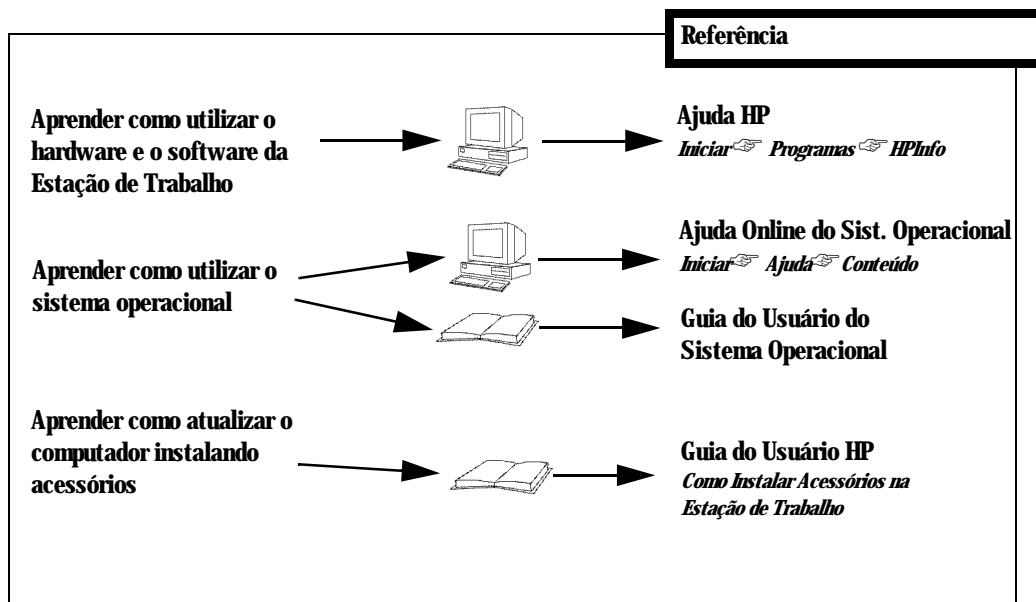 Referência
Aprender como utilizar o
hardware e o software da
Estação de Trabalho
Ajuda HP
Iniciar☞ Programas ☞ HPInfo
Aprender como utilizar o
sistema operacional
Ajuda Online do Sist. Operacional
Iniciar☞ Ajuda☞ Conteúdo
Guia do Usuário do
Sistema Operacional
Aprender como atualizar o
computador instalando
acessórios
Guia do Usuário HP
Como Instalar Acessórios na
Estação de Trabalho